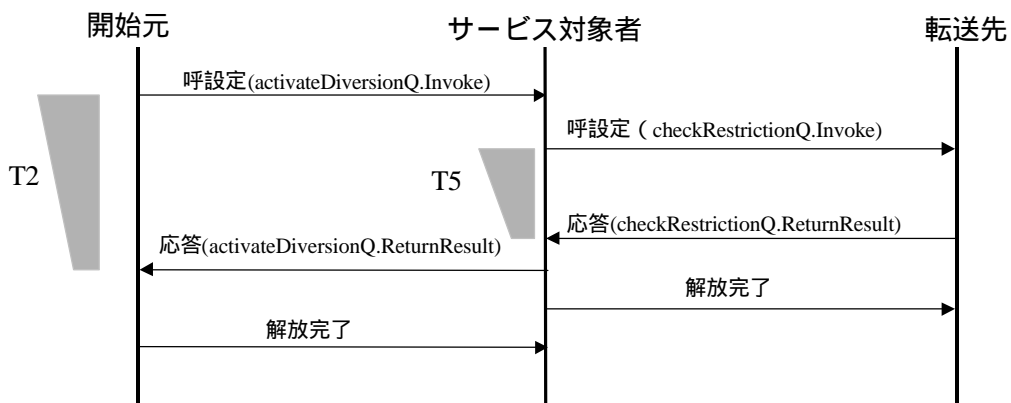 開始元
サービス対象者
転送先
呼設定(activateDiversionQ.Invoke)
呼設定(checkRestrictionQ.Invoke)
T2
T5
応答(checkRestrictionQ.ReturnResult)
応答(activateDiversionQ.ReturnResult)
解放完了
解放完了